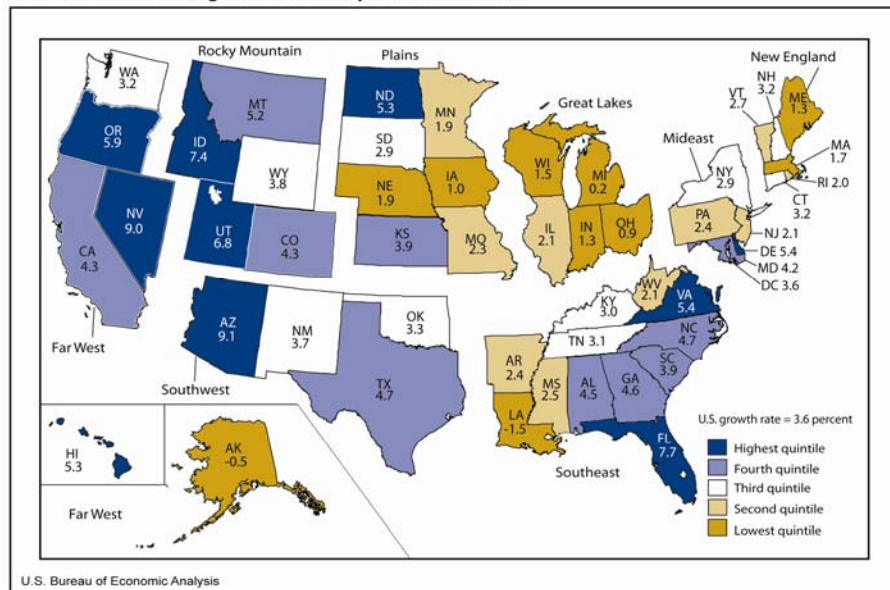 Rocky Mountain
Plains
New England
Great Lakes
Mideast
WA
3.2
MT
5.2
ND
5.3
MN
1.9
VT
2.7
NH
3.2
ME
1.3
OR
5.9
ID
7.4
WY
3.8
SD
2.9
WI
1.5
MI
0.2
NY
2.9
MA
1.7
RI 2.0
CT
3.2
NV
9.0
UT
6.8
CO
4.3
NE
1.9
IA
1.0
IL
2.1
IN
1.3
OH
0.9
PA
2.4
NJ 2.1
DE 5.4
MD 4.2
DC 3.6
CA
4.3
KS
3.9
MO
2.3
WV
2.1
VA
5.4
KY
3.0
Far West
AZ
9.1
NM
3.7
OK
3.3
TN 3.1
NC
4.7
SC
3.9
Southwest
TX
4.7
AR
2.4
MS
2.5
AL
4.5
GA
4.6
LA
-1.5
FL
7.7
Southeast
HI
5.3
AK
-0.5
Far West
U.S. growth rate = 3.6 percent
Highest quintile
Fourth quintile
Third quintile
Second quintile
Lowest quintile
U.S. Bureau of Economic Analysis